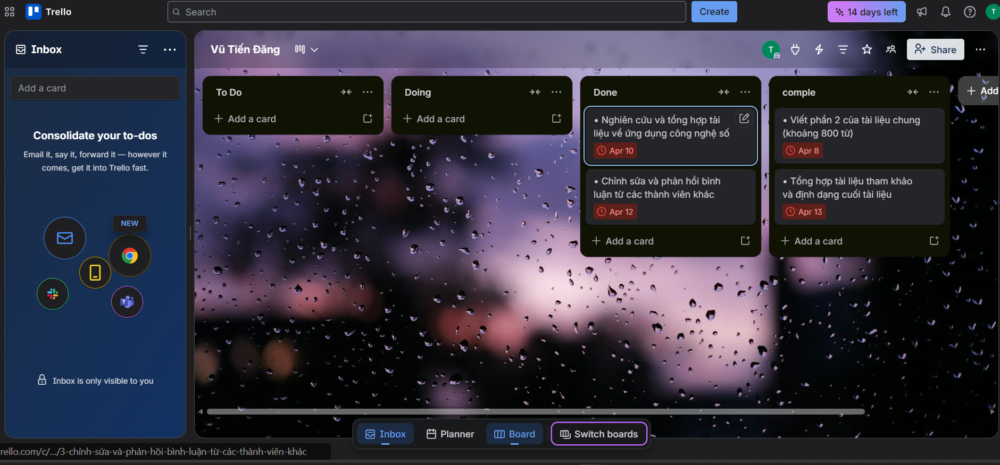 Trello
Search
Create
14 days left
T
Inbox
Add a card
Consolidate your to-dos
Email it, say it, forward it — however it
comes, get it into Trello fast.
NEW
T
Inbox is only visible to you
Vũ Tiến Đăng
T
Share
To Do
Add a card
Doing
Add a card
Done
• Nghiên cứu và tổng hợp tài
liệu về ứng dụng công nghệ số
Apr 10
• Chỉnh sửa và phản hồi bình
luận từ các thành viên khác
Apr 12
Add a card
comple
• Viết phần 2 của tài liệu chung
(khoảng 800 từ)
Apr 8
• Tổng hợp tài liệu tham khảo
và định dạng cuối tài liệu
Apr 13
Add a card
Add
Inbox
Planner
Board
Switch boards
rello.com/c/.../3-chỉnh-sửa-và-phản-hồi-bình-luận-từ-các-thành-viên-khác